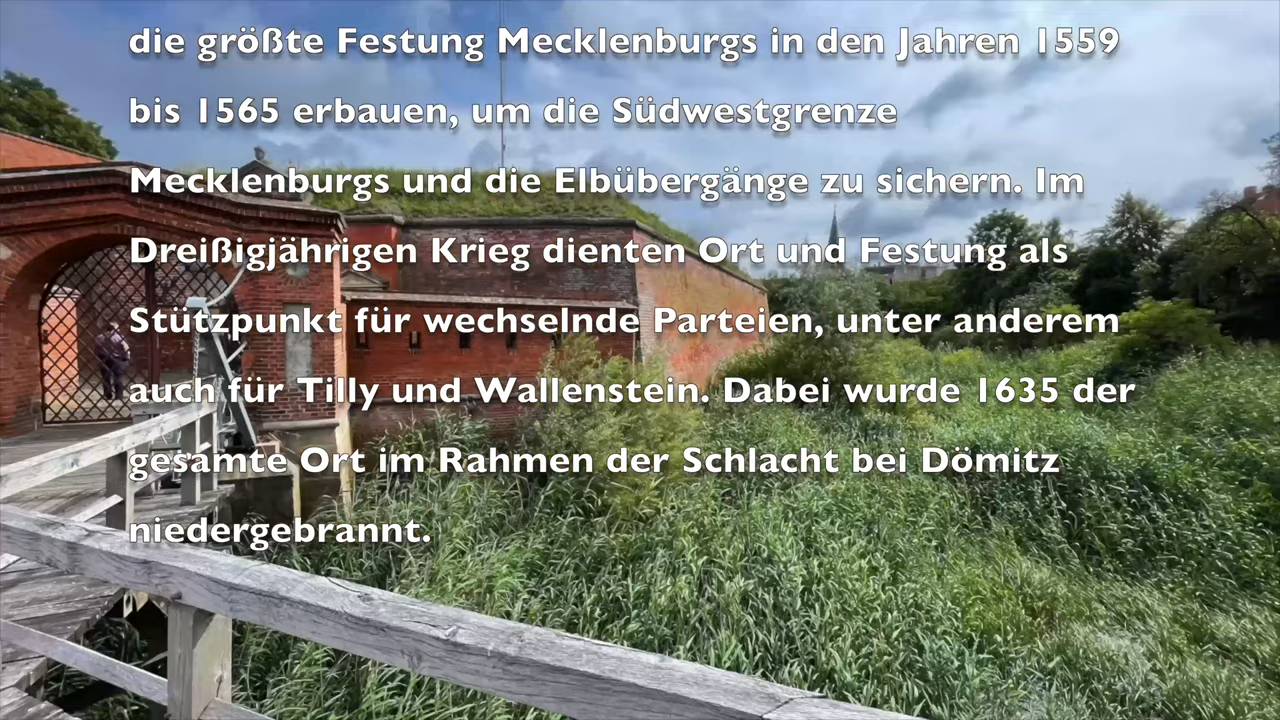 die größte Festung Mecklenburgs in den Jahren 1559
bis 1565 erbauen, um die Südwestgrenze
Mecklenburgs und die Elbübergänge zu sichern. Im
Dreißigjährigen Krieg dienten Ort und Festung als
Stützpunkt für wechselnde Parteien, unter anderem
auch für Tilly und Wallenstein. Dabei wurde 1635 der
gesamte Ort im Rahmen der Schlacht bei Dömitz
niedergebrannt.